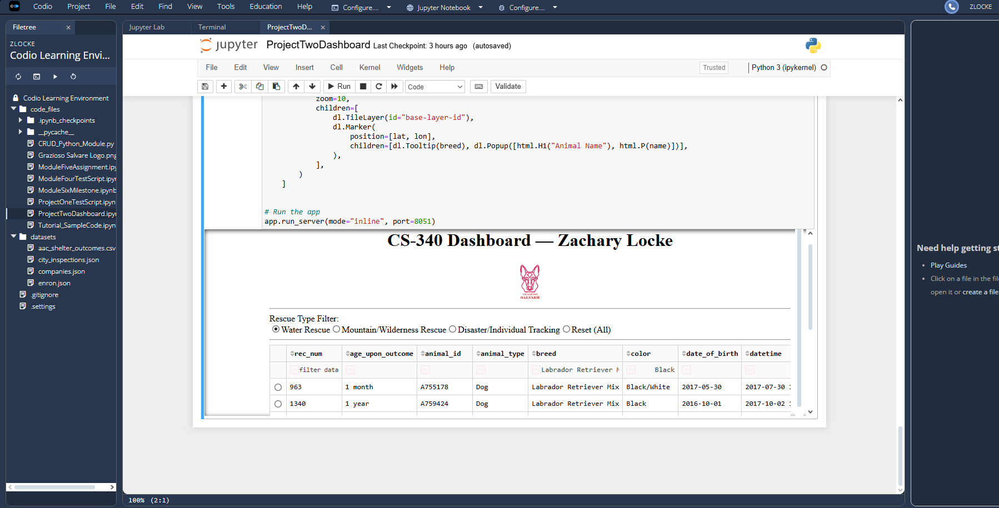 Codio Project File Edit Find View Tools Education Help Configure.... Jupyter Notebook Configure.... ZLOCKE
Filetree
Jupyter Lab Terminal ProjectTwoD...
ZLOCKE
Codio Learning Envi...
Codio Learning Environment
code_files
.ipynb_checkpoints
__pycache__
CRUD_Python_Module.py
Grazioso Salvare Logo.png
ModuleFiveAssignment.ipy
ModuleFourTestScript.ipyn
ModuleSixMilestone.ipynb
ProjectOneTestScript.ipyn
ProjectTwoDashboard.ipyn
Tutorial_SampleCode.ipyn
datasets
aac_shelter_outcomes.csv
city_inspections.json
companies.json
enron.json
.gitignore
.settings
jupyter ProjectTwoDashboard Last Checkpoint: 3 hours ago (autosaved)
File Edit View Insert Cell Kernel Widgets Help Trusted Python 3 (ipykernel)
Run Code Validate
zoom=10,
children=[
dl.TileLayer(id="base-layer-id"),
dl.Marker(
position=[lat, lon],
children=[dl.Tooltip(breed), dl.Popup([html.H1("Animal Name"), html.P(name)])],
),
],
)
]
# Run the app
app.run_server(mode="inline", port=8051)
CS-340 Dashboard — Zachary Locke
GRAZIOSO
SALVARE
Rescue Type Filter:
Water Rescue Mountain/Wilderness Rescue Disaster/Individual Tracking Reset (All)
rec_num age_upon_outcome animal_id animal_type breed color date_of_birth datetime
filter data Labrador Retriever M Black
963 1 month A755178 Dog Labrador Retriever Mix Black/White 2017-05-30 2017-07-30
1340 1 year A759424 Dog Labrador Retriever Mix Black 2016-10-01 2017-10-02
Need help getting st
Play Guides
Click on a file in the file
open it or create a file
100% (2:1)